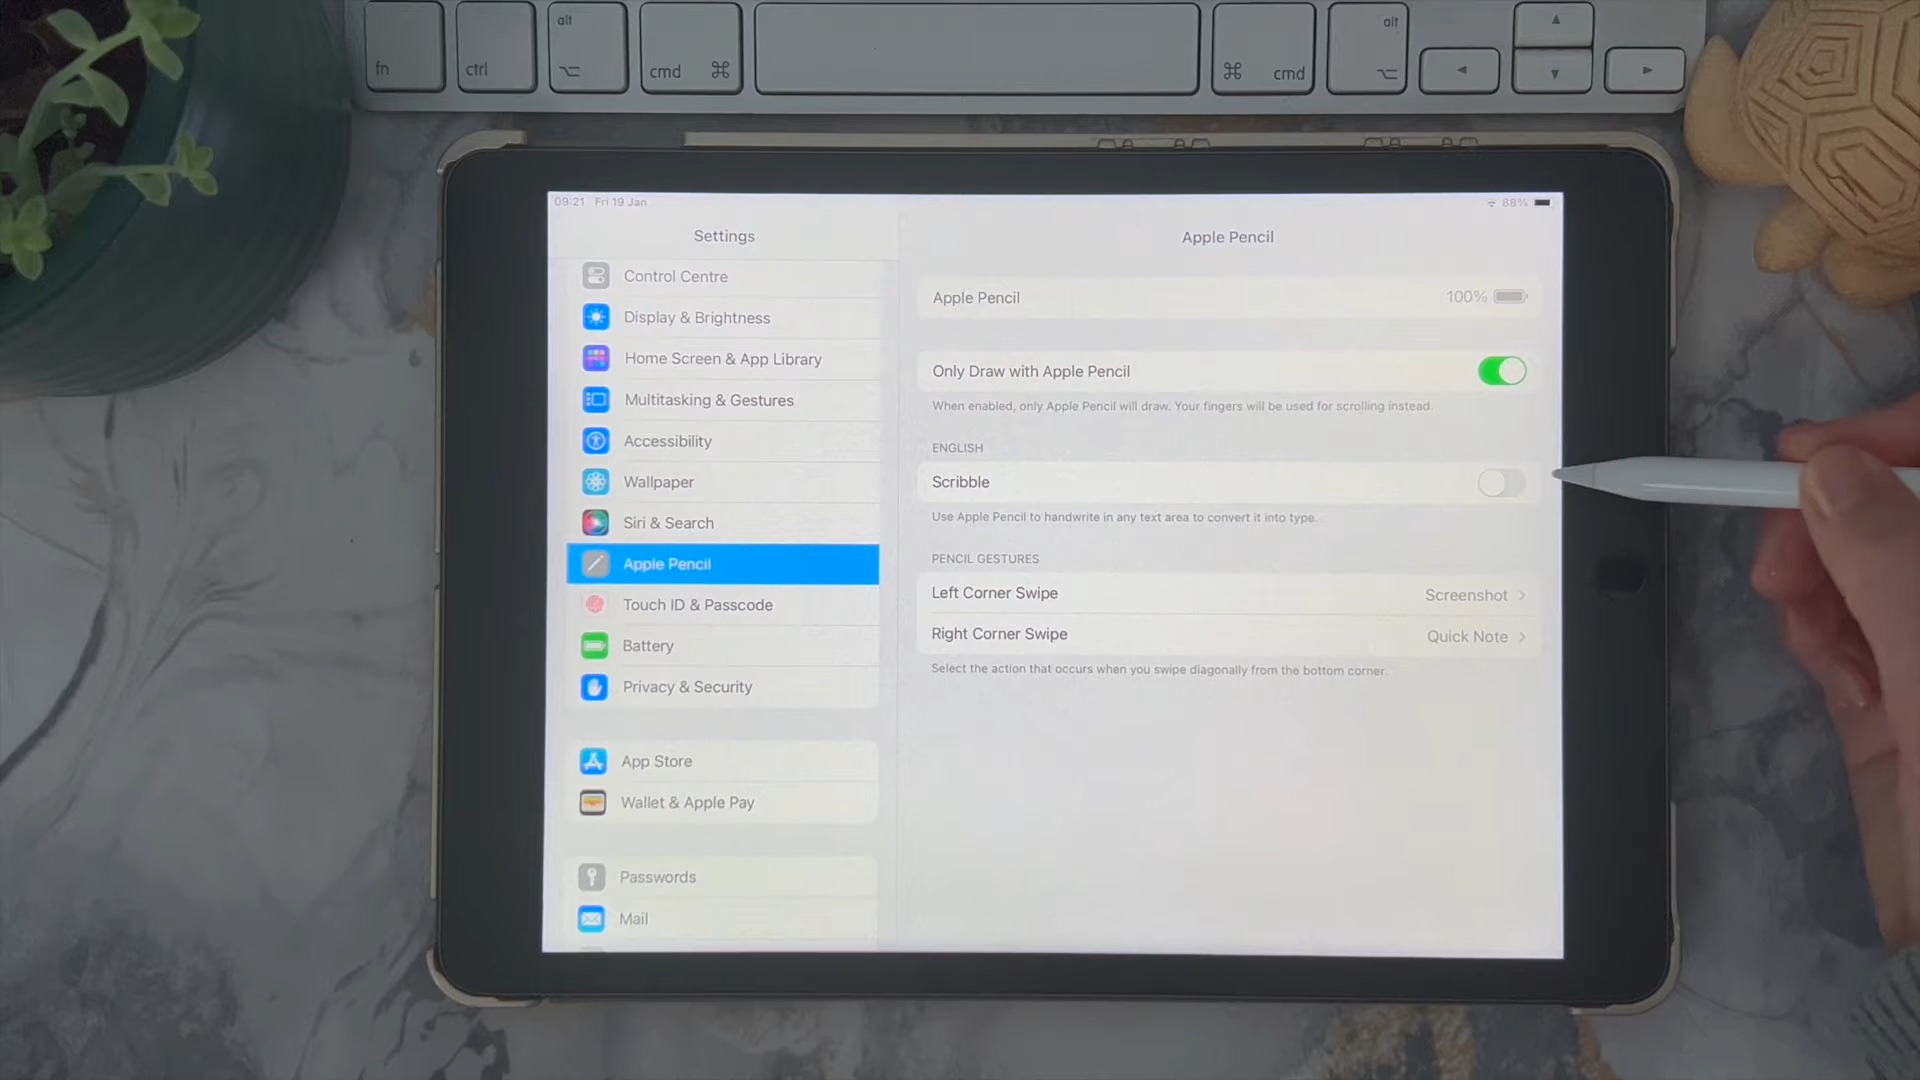 alt
alt
fn
ctrl
cmd
cmd
09:21 Fri 19 Jan
88%
Settings
Control Centre
Display & Brightness
Home Screen & App Library
Multitasking & Gestures
Accessibility
Wallpaper
Siri & Search
Apple Pencil
Touch ID & Passcode
Battery
Privacy & Security
App Store
Wallet & Apple Pay
Passwords
Mail
Apple Pencil
Apple Pencil 100%
Only Draw with Apple Pencil
When enabled, only Apple Pencil will draw. Your fingers will be used for scrolling instead.
ENGLISH
Scribble
Use Apple Pencil to handwrite in any text area to convert it into type.
PENCIL GESTURES
Left Corner Swipe Screenshot
Right Corner Swipe Quick Note
Select the action that occurs when you swipe diagonally from the bottom corner.